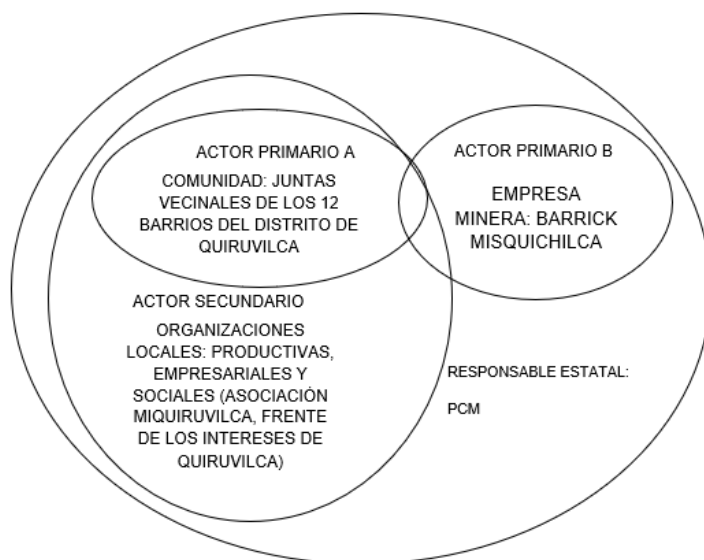 ACTOR PRIMARIO A
COMUNIDAD: JUNTAS
VECINALES DE LOS 12
BARRIOS DEL DISTRITO DE
QUIRUVILCA
ACTOR PRIMARIO B
EMPRESA
MINERA: BARRICK
MISQUICHILCA
ACTOR SECUNDARIO
ORGANIZACIONES
LOCALES: PRODUCTIVAS,
EMPRESARIALES Y
SOCIALES (ASOCIACIÓN
MIQUIRUVILCA, FRENTE
DE LOS INTERESES DE
QUIRUVILCA)
RESPONSABLE ESTATAL:
PCM